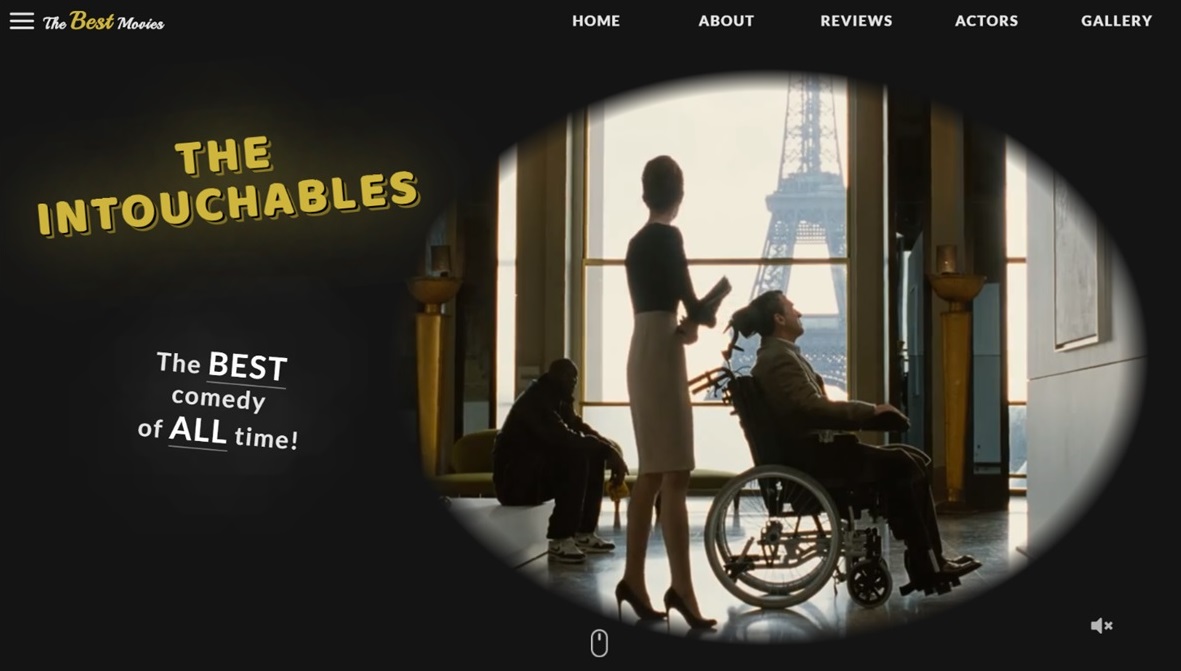 The Best Movies
HOME ABOUT REVIEWS ACTORS GALLERY
THE
INTOUCHABLES
The BEST
comedy
of ALL time!